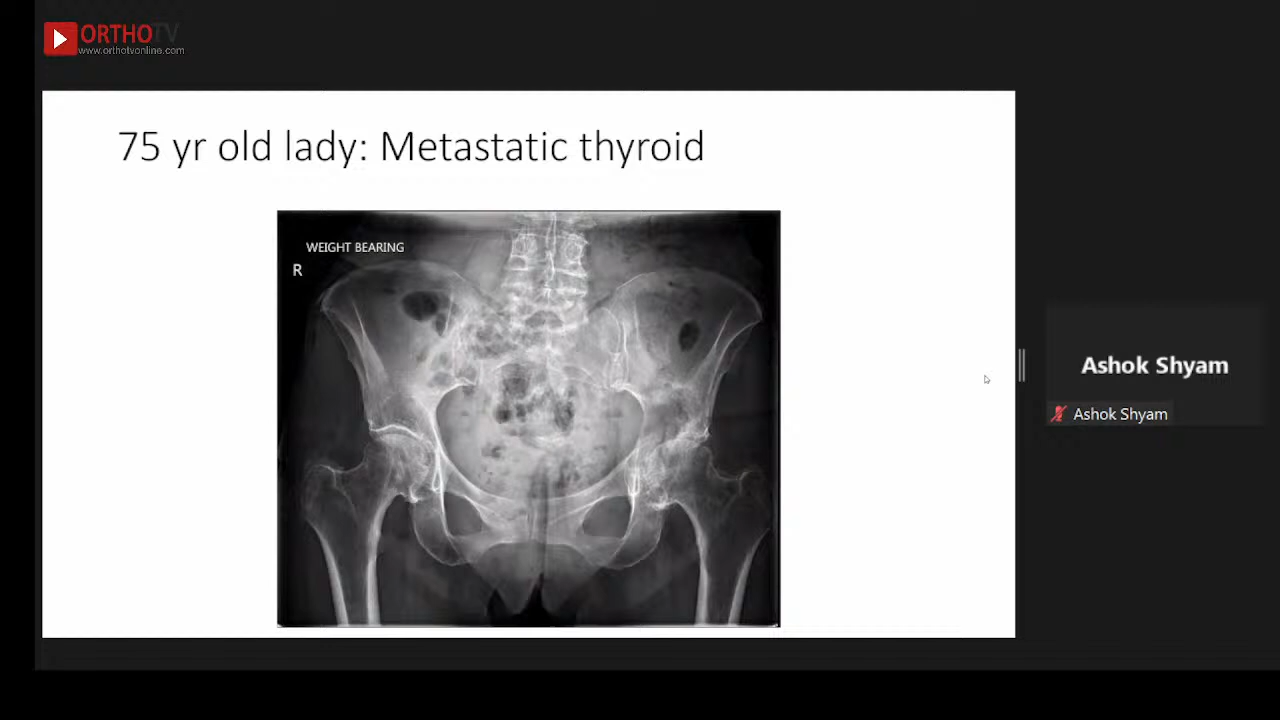 ORTHOTV
www.orthotvonline.com
75 yr old lady: Metastatic thyroid
WEIGHT BEARING
R
Ashok Shyam
Ashok Shyam